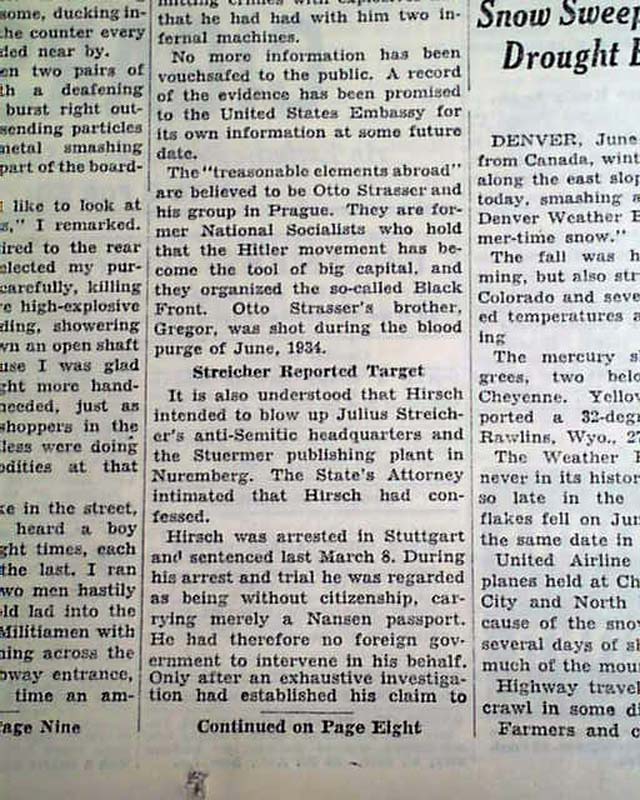 some, ducking in-
the counter every
ded near by.
en two pairs of
th a deafening
burst right out-
sending particles
metal smashing
part of the board-
I like to look at
s," I remarked.
ired to the rear
elected my pur-
carefully, killing
e high-explosive
ding, showering
wn an open shaft
use I was glad
ght more hand-
needed, just as
shoppers in the
less were doing
odities at that
ke in the street,
heard a boy
ght times, each
the last. I ran
wo men hastily
ld lad into the
Militiamen with
ning across the
oway entrance,
time an am-
age Nine
mitting crimes with explosives
that he had had with him two in-
fernal machines.
No more information has been
vouchsafed to the public. A record
of the evidence has been promised
to the United States Embassy for
its own information at some future
date.
The "treasonable elements abroad"
are believed to be Otto Strasser and
his group in Prague. They are for-
mer National Socialists who hold
that the Hitler movement has be-
come the tool of big capital, and
they organized the so-called Black
Front. Otto Strasser's brother,
Gregor, was shot during the blood
purge of June, 1934.
Streicher Reported Target
It is also understood that Hirsch
intended to blow up Julius Streich-
er's anti-Semitic headquarters and
the Stuermer publishing plant in
Nuremberg. The State's Attorney
intimated that Hirsch had con-
fessed.
Hirsch was arrested in Stuttgart
and sentenced last March 8. During
his arrest and trial he was regarded
as being without citizenship, car-
rying merely a Nansen passport.
He had therefore no foreign gov-
ernment to intervene in his behalf.
Only after an exhaustive investiga-
tion had established his claim to
Continued on Page Eight
Snow Sweep
Drought
DENVER, June
from Canada, wint
along the east slop
today, smashing
Denver Weather B
mer-time snow."
The fall was h
ming, but also str
Colorado and seve
ed temperatures a
ing
The mercury s
grees, two belo
Cheyenne. Yellow
ported a 32-degr
Rawlins, Wyo., 27
The Weather
never in its histor
so late in the
flakes fell on Jun
the same date in
United Airline
planes held at Ch
City and North
cause of the snow
several days of s
much of the mou
Highway travel
crawl in some di
Farmers and c